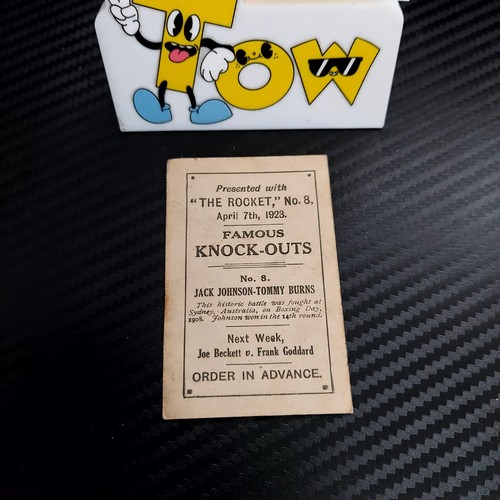 TOW
Presented with
"THE ROCKET," No. 8,
April 7th, 1923.
FAMOUS
KNOCK-OUTS
No. 8.
JACK JOHNSON-TOMMY BURNS
This historic battle was fought at
Sydney, Australia, on Boxing Day,
1908. Johnson won in the 14th round.
Next Week,
Joe Beckett v. Frank Goddard
ORDER IN ADVANCE.